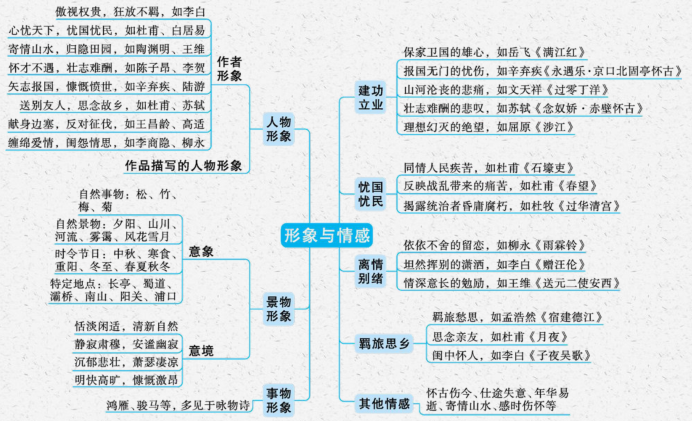 形象与情感
人物
形象
作者
形象
傲视权贵，狂放不羁，如李白
心忧天下，忧国忧民，如杜甫、白居易
寄情山水，归隐田园，如陶渊明、王维
怀才不遇，壮志难酬，如陈子昂、李贺
矢志报国，慷慨愤世，如辛弃疾、陆游
送别友人，思念故乡，如杜甫、苏轼
献身边塞，反对征伐，如王昌龄、高适
缠绵爱情，闺怨情思，如李商隐、柳永
作品描写的人物形象
景物
形象
意象
自然事物：松、竹、
梅、菊
自然景物：夕阳、山川、
河流、雾霭、风花雪月
时令节日：中秋、寒食、
重阳、冬至、春夏秋冬
特定地点：长亭、蜀道、
灞桥、南山、阳关、浦口
意境
恬淡闲适，清新自然
静寂肃穆，安谧幽寂
沉郁悲壮，萧瑟凄凉
明快高旷，慷慨激昂
事物
形象
鸿雁、骏马等，多见于咏物诗
建功
立业
保家卫国的雄心，如岳飞《满江红》
报国无门的忧伤，如辛弃疾《永遇乐·京口北固亭怀古》
山河沦丧的悲痛，如文天祥《过零丁洋》
壮志难酬的悲叹，如苏轼《念奴娇·赤壁怀古》
理想幻灭的绝望，如屈原《涉江》
忧国
忧民
同情人民疾苦，如杜甫《石壕吏》
反映战乱带来的痛苦，如杜甫《春望》
揭露统治者昏庸腐朽，如杜牧《过华清宫》
离情
别绪
依依不舍的留恋，如柳永《雨霖铃》
坦然挥别的潇洒，如李白《赠汪伦》
情深意长的勉励，如王维《送元二使安西》
羁旅思乡
羁旅愁思，如孟浩然《宿建德江》
思念亲友，如杜甫《月夜》
闺中怀人，如李白《子夜吴歌》
其他情感
怀古伤今、仕途失意、年华易
逝、寄情山水、感时伤怀等